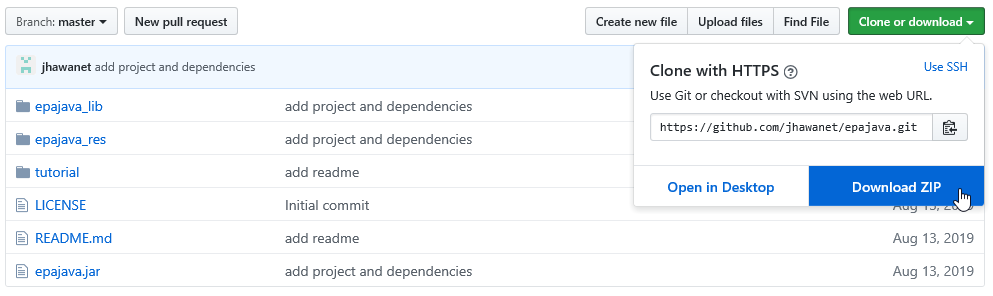 Branch: master New pull request Create new file Upload files Find File Clone or download
jhawanet add project and dependencies
Clone with HTTPS ? Use SSH
Use Git or checkout with SVN using the web URL.
https://github.com/jhawanet/epajava.git
Open in Desktop Download ZIP
epajava_lib add project and dependencies
epajava_res add project and dependencies
tutorial add readme
LICENSE Initial commit Aug 13, 2019
README.md add readme Aug 13, 2019
epajava.jar add project and dependencies Aug 13, 2019